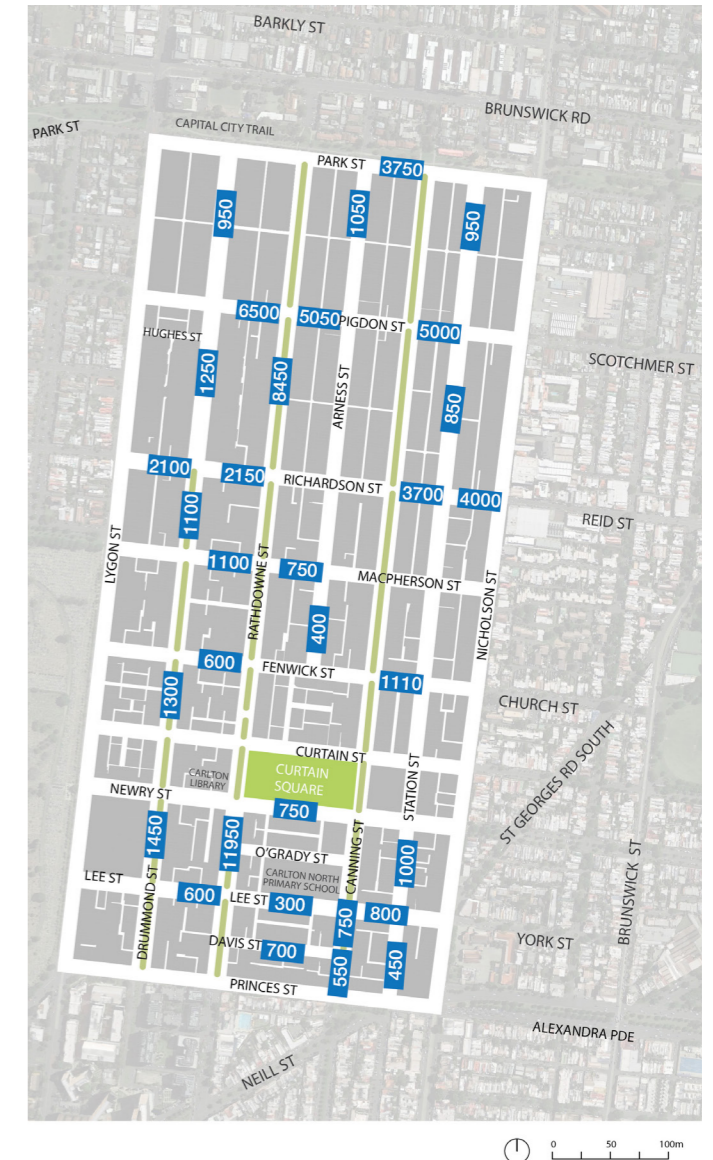 BARKLY ST
BRUNSWICK RD
PARK ST
CAPITAL CITY TRAIL
PARK ST
3750
950
1050
950
6500
5050
PIGDON ST
5000
HUGHES ST
1250
8450
ARNESS ST
850
SCOTCHMER ST
2100
2150
RICHARDSON ST
3700
4000
1100
REID ST
LYGON ST
1100
750
MACPHERSON ST
RATHDOWNE ST
400
NICHOLSON ST
600
FENWICK ST
1110
1300
CHURCH ST
CURTAIN ST
CARLTON
LIBRARY
CURTAIN
SQUARE
STATION ST
ST GEORGES RD SOUTH
NEWRY ST
750
1450
11950
O'GRADY ST
CANNING ST
1000
LEE ST
CARLTON NORTH
PRIMARY SCHOOL
BRUNSWICK ST
600
LEE ST
300
750
800
DRUMMOND ST
DAVIS ST
700
550
450
YORK ST
PRINCES ST
ALEXANDRA PDE
NEILL ST
0 50 100m